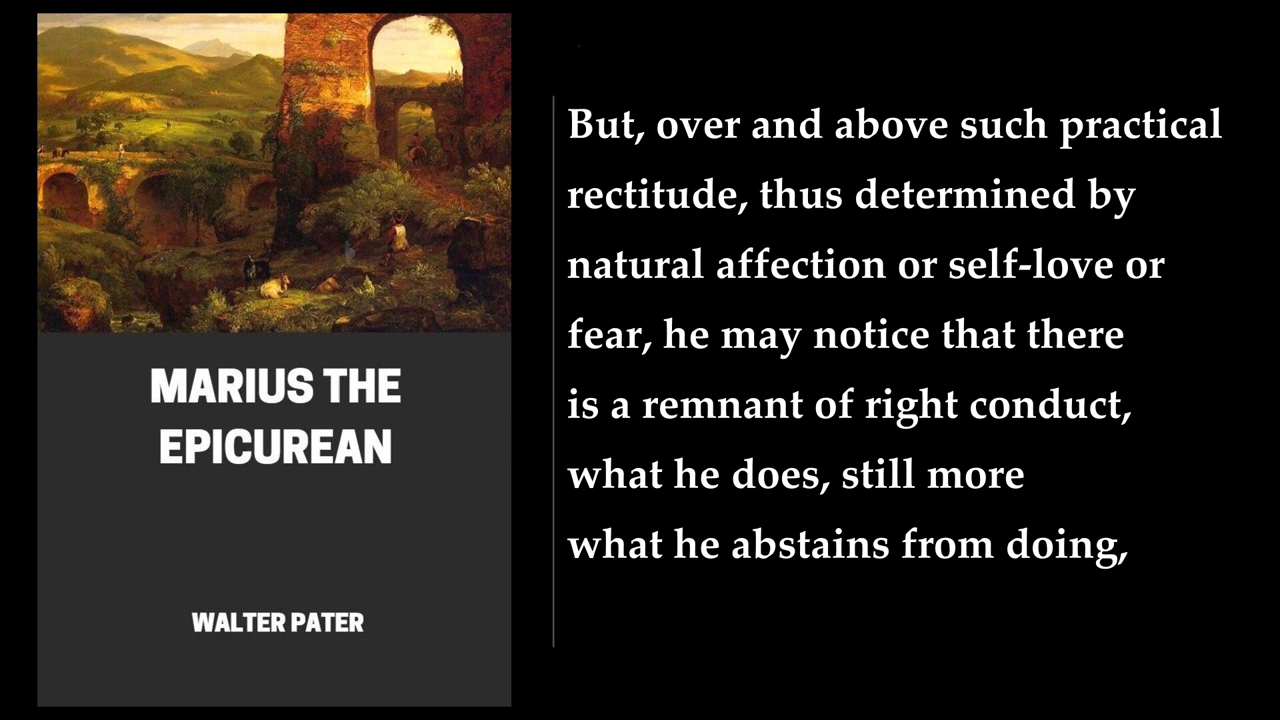 MARIUS THE
EPICUREAN
WALTER PATER
But, over and above such practical
rectitude, thus determined by
natural affection or self-love or
fear, he may notice that there
is a remnant of right conduct,
what he does, still more
what he abstains from doing,